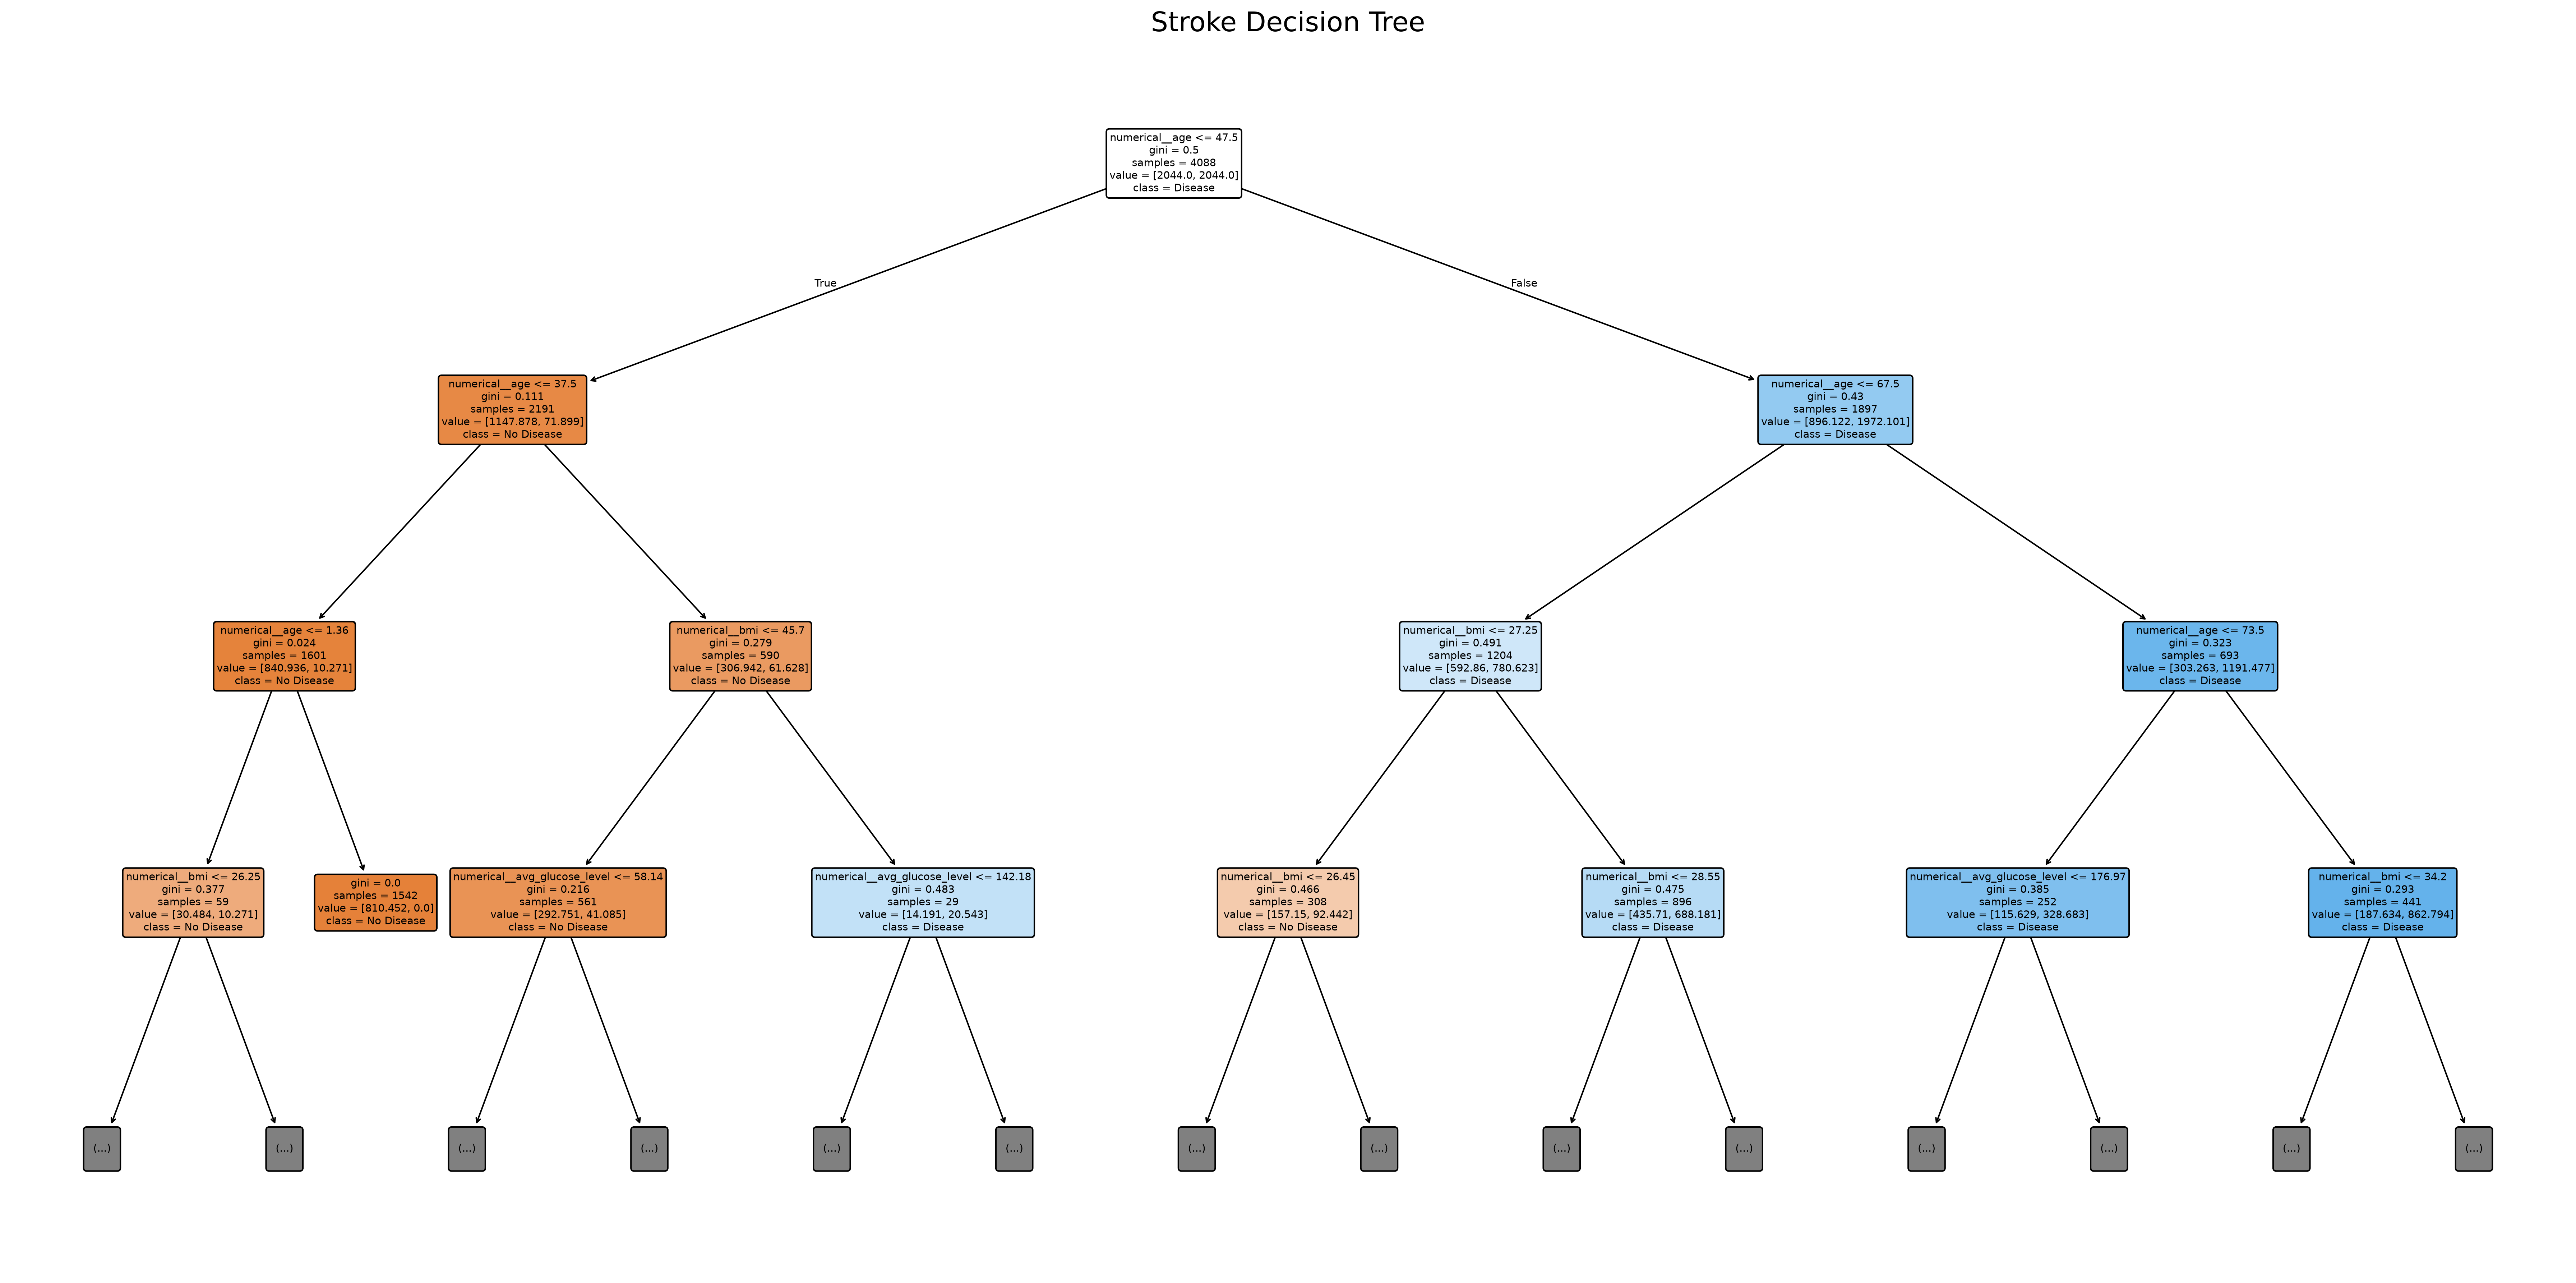 Stroke Decision Tree
numerical__age <= 47.5
gini = 0.5
samples = 4088
value = [2044.0, 2044.0]
class = Disease
True
False
numerical__age <= 37.5
gini = 0.111
samples = 2191
value = [1147.878, 71.899]
class = No Disease
numerical__age <= 67.5
gini = 0.43
samples = 1897
value = [896.122, 1972.101]
class = Disease
numerical__age <= 1.36
gini = 0.024
samples = 1601
value = [840.936, 10.271]
class = No Disease
numerical__bmi <= 45.7
gini = 0.279
samples = 590
value = [306.942, 61.628]
class = No Disease
numerical__bmi <= 27.25
gini = 0.491
samples = 1204
value = [592.86, 780.623]
class = Disease
numerical__age <= 73.5
gini = 0.323
samples = 693
value = [303.263, 1191.477]
class = Disease
numerical__bmi <= 26.25
gini = 0.377
samples = 59
value = [30.484, 10.271]
class = No Disease
gini = 0.0
samples = 1542
value = [810.452, 0.0]
class = No Disease
numerical__avg_glucose_level <= 58.14
gini = 0.216
samples = 561
value = [292.751, 41.085]
class = No Disease
numerical__avg_glucose_level <= 142.18
gini = 0.483
samples = 29
value = [14.191, 20.543]
class = Disease
numerical__bmi <= 26.45
gini = 0.466
samples = 308
value = [157.15, 92.442]
class = No Disease
numerical__bmi <= 28.55
gini = 0.475
samples = 896
value = [435.71, 688.181]
class = Disease
numerical__avg_glucose_level <= 176.97
gini = 0.385
samples = 252
value = [115.629, 328.683]
class = Disease
numerical__bmi <= 34.2
gini = 0.293
samples = 441
value = [187.634, 862.794]
class = Disease
(...)
(...)
(...)
(...)
(...)
(...)
(...)
(...)
(...)
(...)
(...)
(...)
(...)
(...)